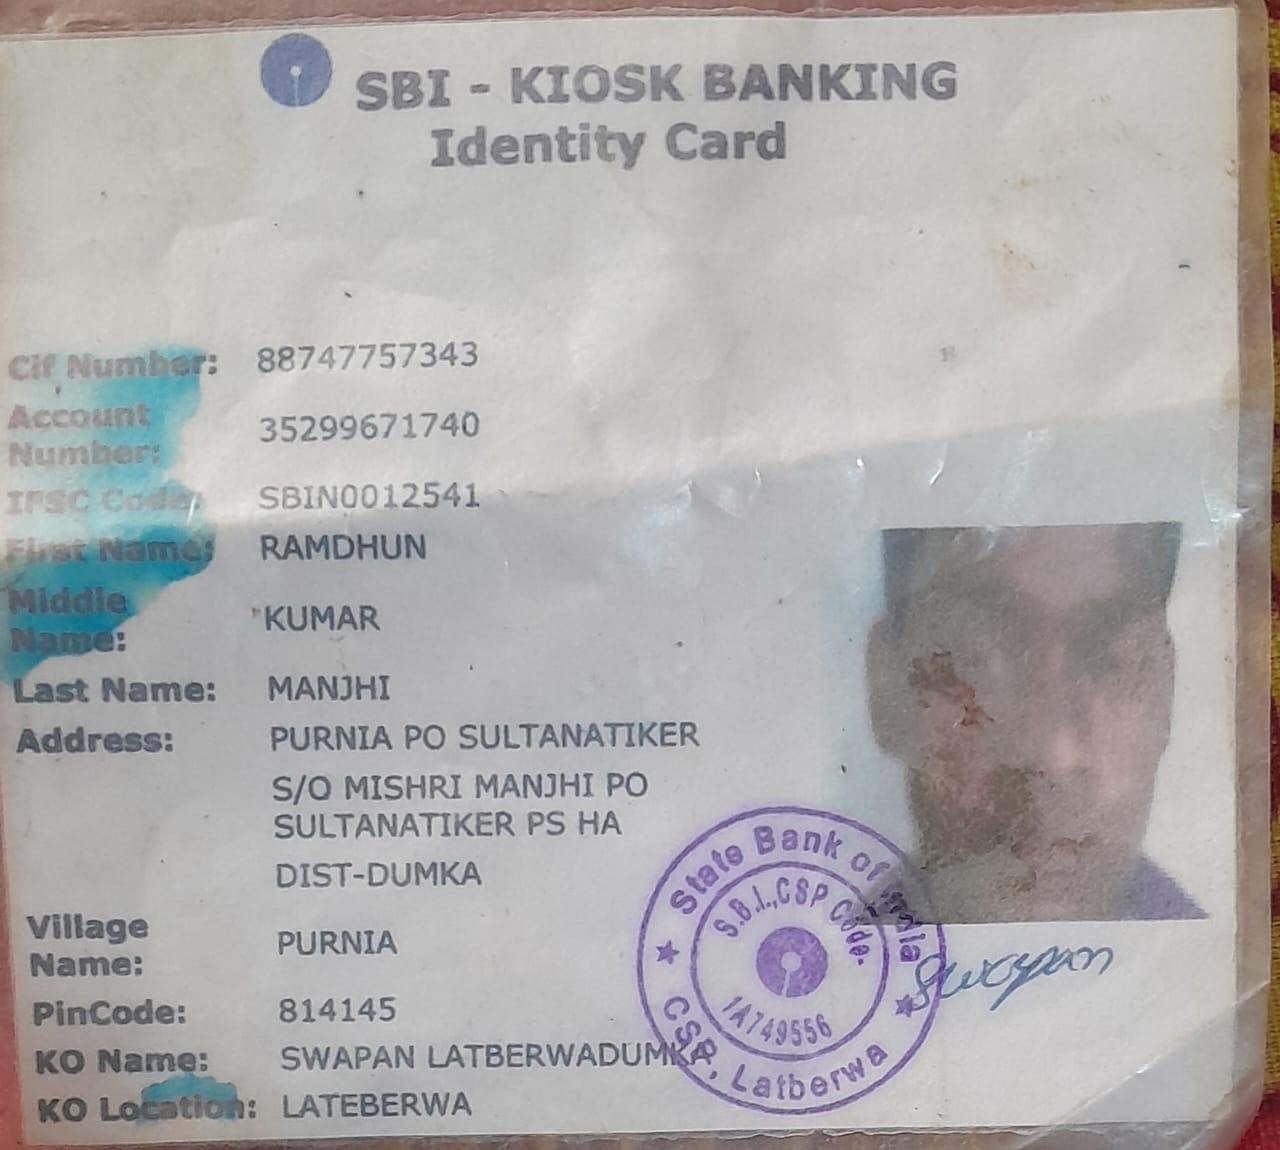 SBI - KIOSK BANKING
Identity Card
Cif Number: 88747757343
Account Number: 35299671740
IFSC Code: SBIN0012541
First Name: RAMDHUN
Middle Name: KUMAR
Last Name: MANJHI
Address: PURNIA PO SULTANATIKER
S/O MISHRI MANJHI PO
SULTANATIKER PS HA
DIST-DUMKA
Village Name: PURNIA
PinCode: 814145
KO Name: SWAPAN LATBERWADUMKA
KO Location: LATEBERWA
State Bank of India
S.B.I.,CSP Code-
1A749556
CSP, Latberwa
Swapan